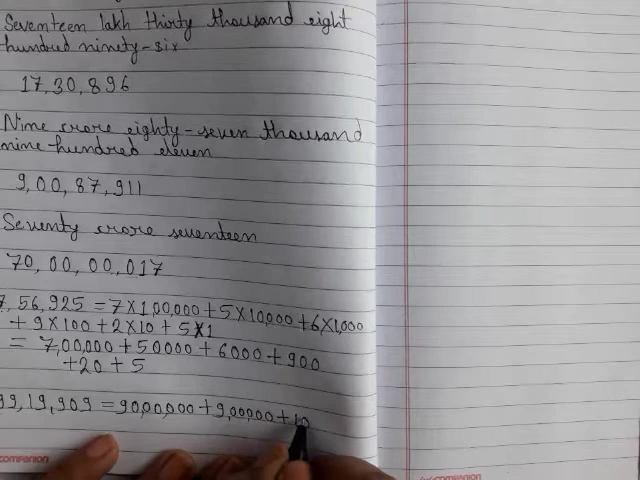 Seventeen lakh thirty thousand eight
hundred ninety-six
17,30,896
Nine crore eighty-seven thousand
nine-hundred eleven
9,00,87,911
Seventy crore seventeen
70,00,00,017
7,56,925 = 7×1,00,000 + 5×10,000 + 6×1,000
+ 9×100 + 2×10 + 5×1
= 7,00,000 + 50000 + 6000 + 900
+20 + 5
99,19,909 = 90,00,000 + 9,00,000 + 10
companion
companion